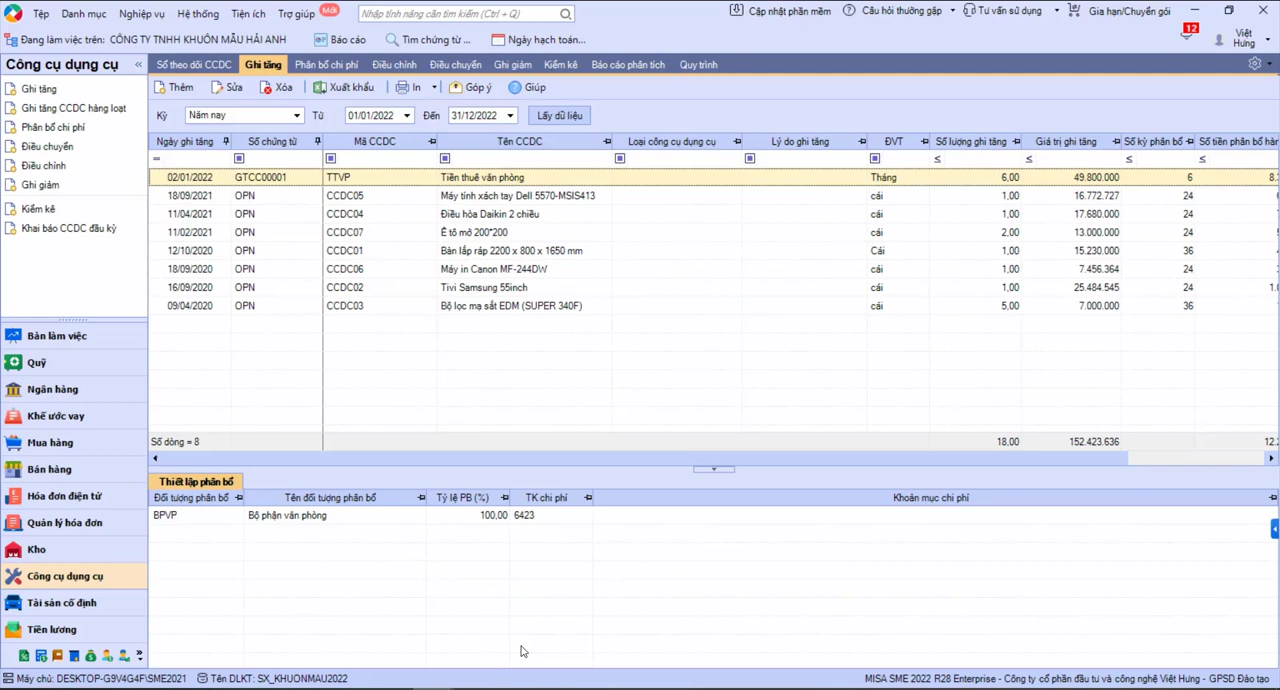 Tệp Danh mục Nghiệp vụ Hệ thống Tiện ích Trợ giúp Mới Nhập tính năng cần tìm kiếm (Ctrl + Q) Cập nhật phần mềm Câu hỏi thường gặp Tư vấn sử dụng Gia hạn/Chuyển gói
Đang làm việc trên: CÔNG TY TNHH KHUÔN MẪU HẢI ANH Báo cáo Tìm chứng từ ... Ngày hạch toán... 12 Việt Hưng
Công cụ dụng cụ « Sổ theo dõi CCDC Ghi tăng Phân bổ chi phí Điều chỉnh Điều chuyển Ghi giảm Kiểm kê Báo cáo phân tích Quy trình
Thêm Sửa Xóa Xuất khẩu In Góp ý Giúp
Kỳ Năm nay Từ 01/01/2022 Đến 31/12/2022 Lấy dữ liệu
Ghi tăng
Ghi tăng CCDC hàng loạt
Phân bổ chi phí
Điều chuyển
Điều chỉnh
Ghi giảm
Kiểm kê
Khai báo CCDC đầu kỳ
Bàn làm việc
Quỹ
Ngân hàng
Khế ước vay
Mua hàng
Bán hàng
Hóa đơn điện tử
Quản lý hóa đơn
Kho
Công cụ dụng cụ
Tài sản cố định
Tiền lương
Ngày ghi tăng Số chứng từ Mã CCDC Tên CCDC Loại công cụ dụng cụ Lý do ghi tăng ĐVT Số lượng ghi tăng Giá trị ghi tăng Số kỳ phân bổ Số tiền phân bổ hàn
= ≤ ≤ ≤ ≤
02/01/2022 GTCC00001 TTVP Tiền thuê văn phòng Tháng 6,00 49.800.000 6 8.
18/09/2021 OPN CCDC05 Máy tính xách tay Dell 5570-MSIS413 cái 1,00 16.772.727 24
11/04/2021 OPN CCDC04 Điều hòa Daikin 2 chiều cái 1,00 17.680.000 24
11/02/2021 OPN CCDC07 Ê tô mỏ 200*200 cái 2,00 13.000.000 24
12/10/2020 OPN CCDC01 Bàn lắp ráp 2200 x 800 x 1650 mm Cái 1,00 15.230.000 36
18/09/2020 OPN CCDC06 Máy in Canon MF-244DW cái 1,00 7.456.364 24
16/09/2020 OPN CCDC02 Tivi Samsung 55inch cái 1,00 25.484.545 24 1.0
09/04/2020 OPN CCDC03 Bộ lọc mạ sắt EDM (SUPER 340F) cái 5,00 7.000.000 36
Số dòng = 8 18,00 152.423.636 12.
Thiết lập phân bổ
Đối tượng phân bổ Tên đối tượng phân bổ Tỷ lệ PB (%) TK chi phí Khoản mục chi phí
BPVP Bộ phận văn phòng 100,00 6423
Máy chủ: DESKTOP-G9V4G4F\SME2021 Tên DLKT: SX_KHUONMAU2022 MISA SME 2022 R28 Enterprise - Công ty cổ phần đầu tư và công nghệ Việt Hưng - GPSD Đào tạo